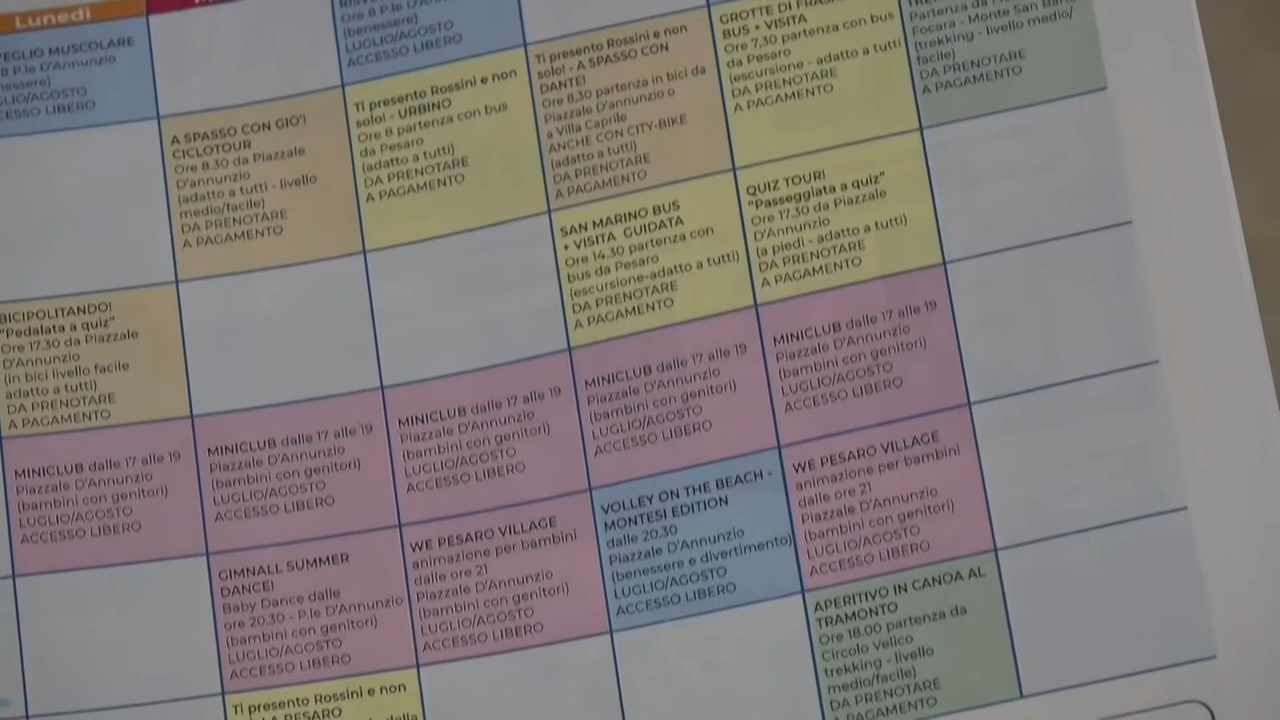 Lunedì
MUSCOLARE
P.le D'Annunzio
LUGLIO/AGOSTO
ACCESSO LIBERO
BICIPOLITANDO!
"Pedalata a quiz"
Ore 17.30 da Piazzale
D'Annunzio
(in bici livello facile
adatto a tutti)
DA PRENOTARE
A PAGAMENTO
MINICLUB dalle 17 alle 19
Piazzale D'Annunzio
(bambini con genitori)
LUGLIO/AGOSTO
ACCESSO LIBERO
A SPASSO CON GIO'!
CICLOTOUR
Ore 8.30 da Piazzale
D'annunzio
(adatto a tutti - livello
medio/facile)
DA PRENOTARE
A PAGAMENTO
MINICLUB dalle 17 alle 19
Piazzale D'Annunzio
(bambini con genitori)
LUGLIO/AGOSTO
ACCESSO LIBERO
GIMNALL SUMMER
DANCE!
Baby Dance dalle
ore 20.30 - P.le D'Annunzio
(bambini con genitori)
LUGLIO/AGOSTO
ACCESSO LIBERO
Ti presento Rossini e non
PESARO
Ore 8 P.le
(benessere)
LUGLIO/AGOSTO
ACCESSO LIBERO
Ti presento Rossini e non
solo! - URBINO
Ore 8 partenza con bus
da Pesaro
(adatto a tutti)
DA PRENOTARE
A PAGAMENTO
MINICLUB dalle 17 alle 19
Piazzale D'Annunzio
(bambini con genitori)
LUGLIO/AGOSTO
ACCESSO LIBERO
WE PESARO VILLAGE
animazione per bambini
dalle ore 21
Piazzale D'Annunzio
(bambini con genitori)
LUGLIO/AGOSTO
ACCESSO LIBERO
Ti presento Rossini e non
solo! - A SPASSO CON
DANTE!
Ore 8,30 partenza in bici da
Piazzale D'annunzio o
a Villa Caprile
ANCHE CON CITY-BIKE
(adatto a tutti)
DA PRENOTARE
A PAGAMENTO
SAN MARINO BUS
+ VISITA GUIDATA
Ore 14.30 partenza con
bus da Pesaro
(escursione-adatto a tutti)
DA PRENOTARE
A PAGAMENTO
MINICLUB dalle 17 alle 19
Piazzale D'Annunzio
(bambini con genitori)
LUGLIO/AGOSTO
ACCESSO LIBERO
VOLLEY ON THE BEACH -
MONTESI EDITION
dalle 20.30
Piazzale D'Annunzio
(benessere e divertimento)
LUGLIO/AGOSTO
ACCESSO LIBERO
GROTTE DI
BUS + VISITA
Ore 7,30 partenza con bus
da Pesaro
(escursione - adatto a tutti
DA PRENOTARE
A PAGAMENTO
QUIZ TOUR!
"Passeggiata a quiz"
Ore 17.30 da Piazzale
D'Annunzio
(a piedi - adatto a tutti)
DA PRENOTARE
A PAGAMENTO
MINICLUB dalle 17 alle 19
Piazzale D'Annunzio
(bambini con genitori)
LUGLIO/AGOSTO
ACCESSO LIBERO
WE PESARO VILLAGE
animazione per bambini
dalle ore 21
Piazzale D'Annunzio
(bambini con genitori)
LUGLIO/AGOSTO
ACCESSO LIBERO
APERITIVO IN CANOA AL
TRAMONTO
Ore 18.00 partenza da
Circolo Velico
trekking - livello
medio/facile)
DA PRENOTARE
A PAGAMENTO
Partenza da
Focara - Monte San
(trekking - livello medio/
facile)
DA PRENOTARE
A PAGAMENTO